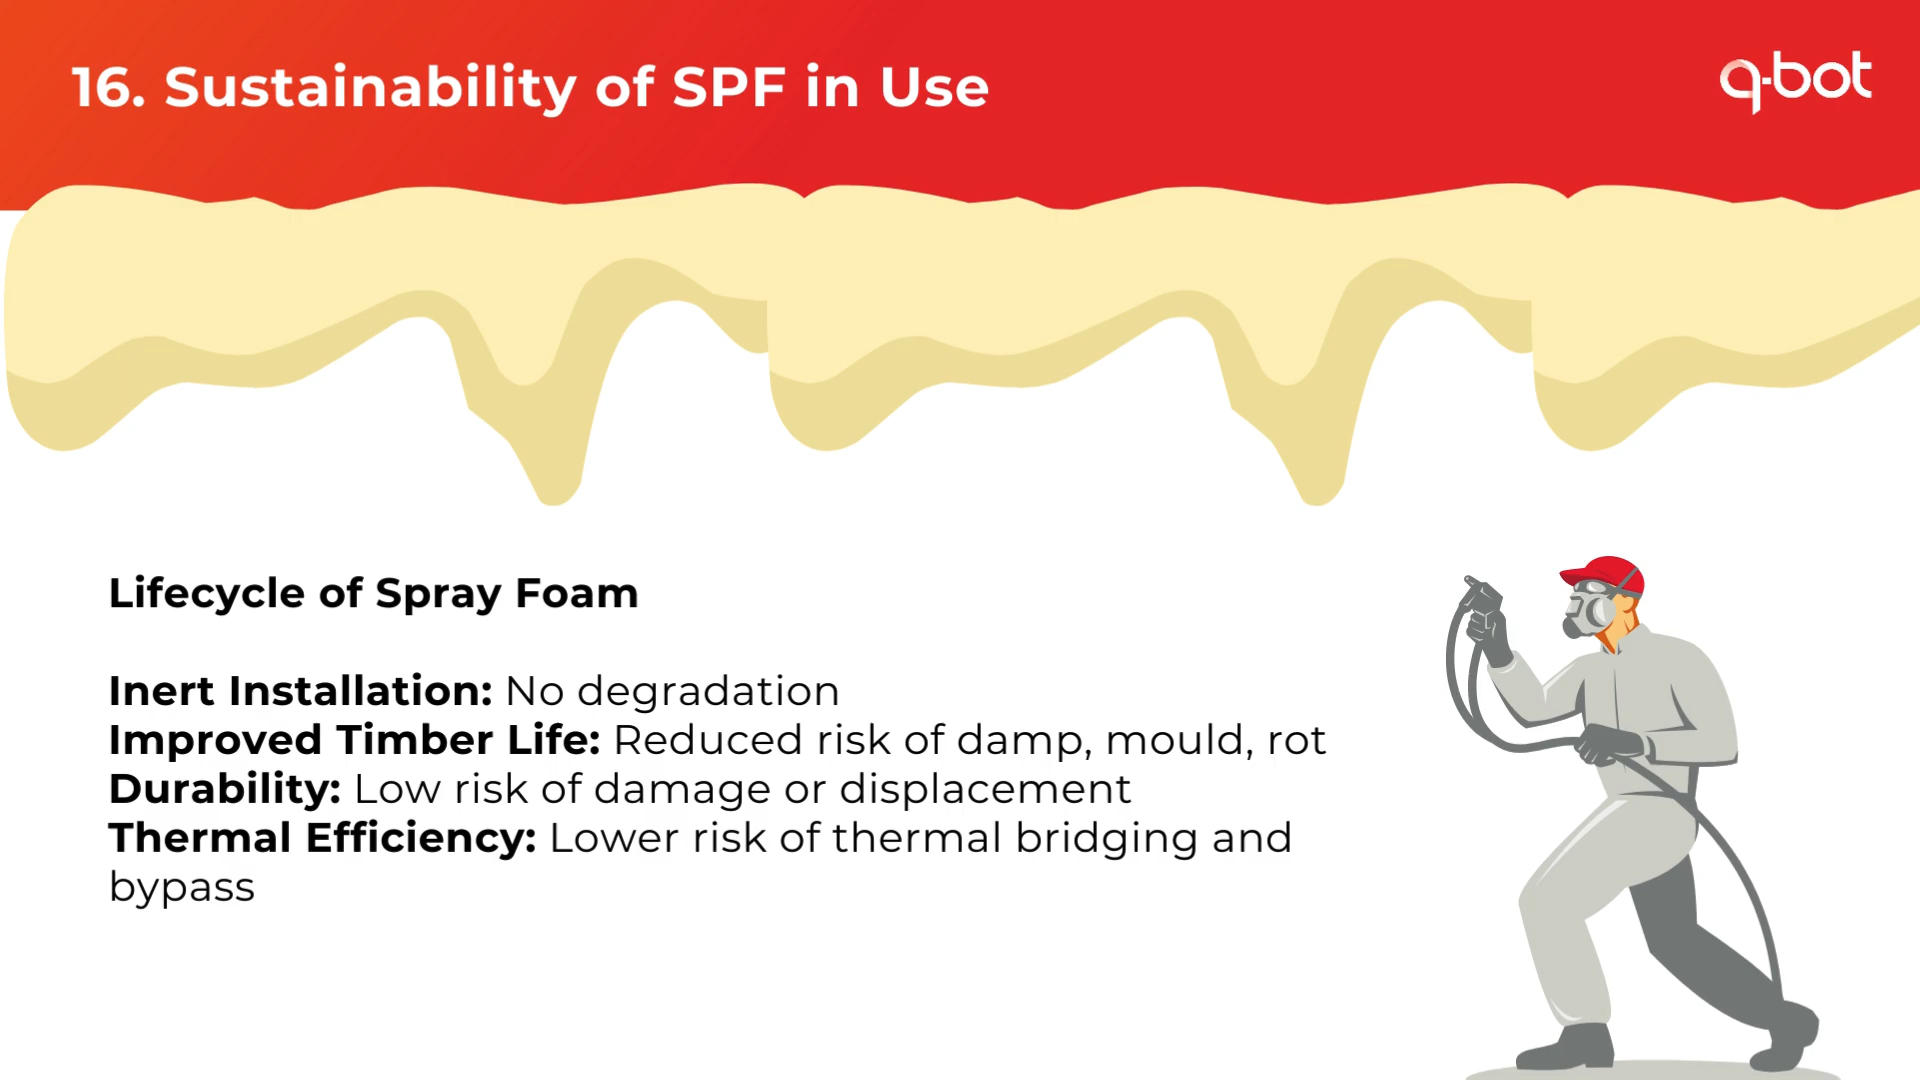 16. Sustainability of SPF in Use
q-bot
Lifecycle of Spray Foam
Inert Installation: No degradation
Improved Timber Life: Reduced risk of damp, mould, rot
Durability: Low risk of damage or displacement
Thermal Efficiency: Lower risk of thermal bridging and
bypass